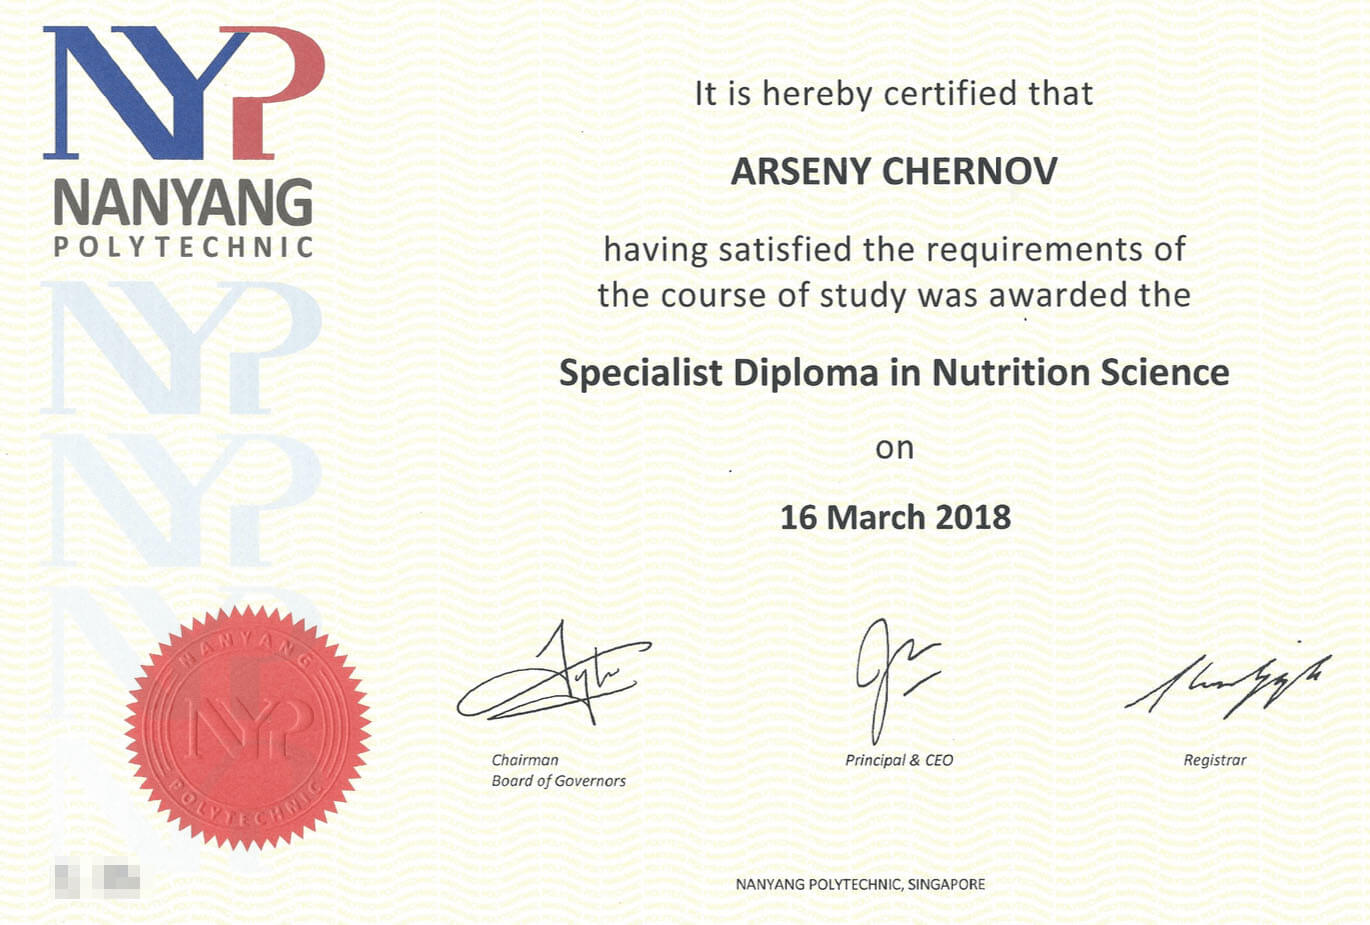 NYP
NANYANG
POLYTECHNIC
It is hereby certified that
ARSENY CHERNOV
having satisfied the requirements of
the course of study was awarded the
Specialist Diploma in Nutrition Science
on
16 March 2018
NYP
NYP
NANYANG
NYP
POLYTECHNIC
Chairman
Board of Governors
Principal & CEO
Registrar
NANYANG POLYTECHNIC, SINGAPORE